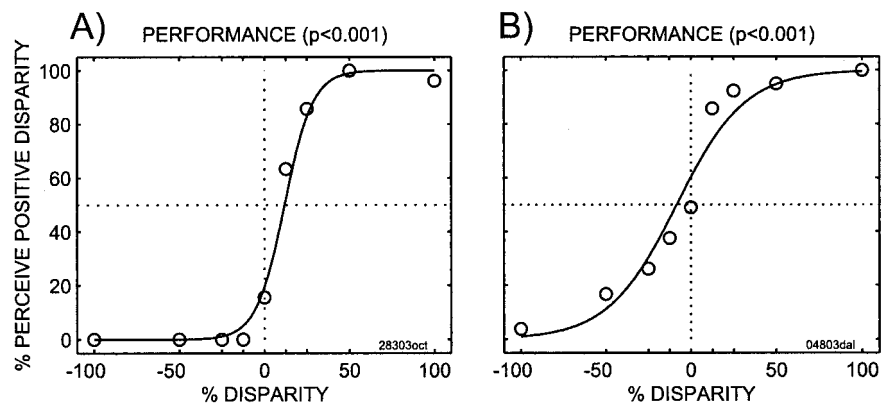 A)
PERFORMANCE (p<0.001)
B)
PERFORMANCE (p<0.001)
% PERCEIVE POSITIVE DISPARITY
100
80
60
40
20
0
28303oct
04803dal
-100
-50
0
50
100
-100
-50
0
50
100
% DISPARITY
% DISPARITY